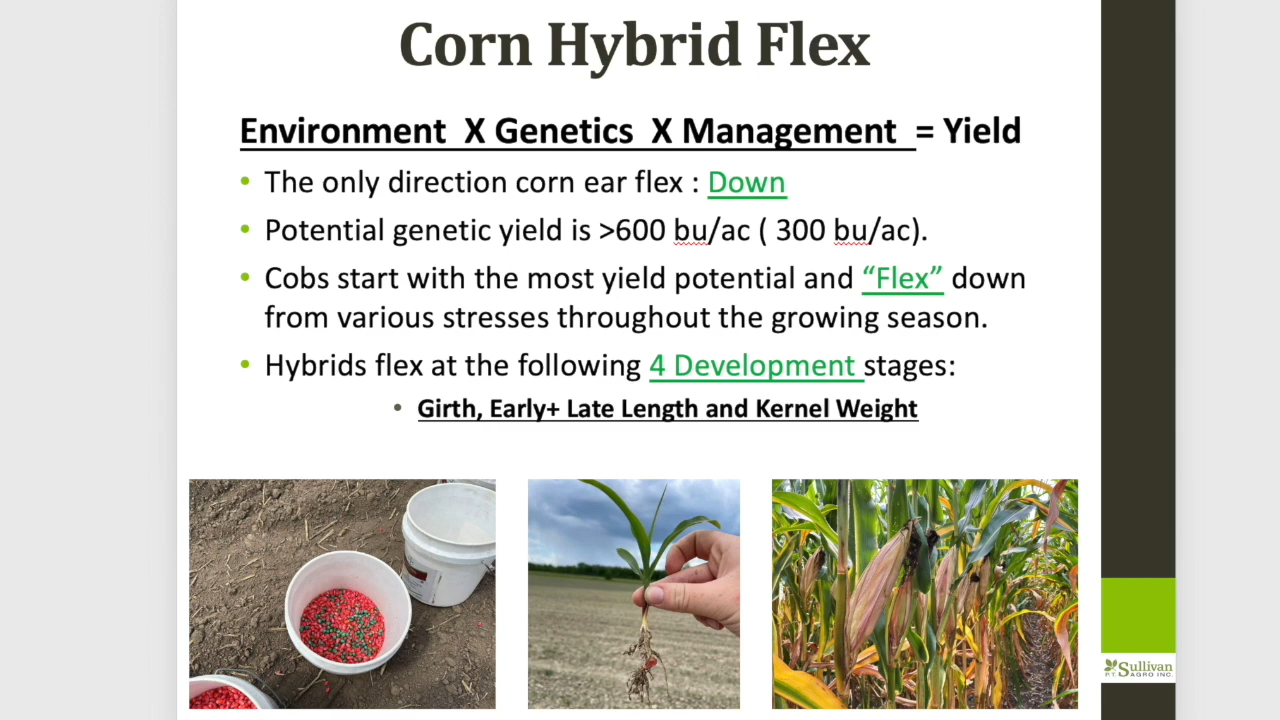 Corn Hybrid Flex
Environment X Genetics X Management = Yield
• The only direction corn ear flex : Down
• Potential genetic yield is >600 bu/ac ( 300 bu/ac).
• Cobs start with the most yield potential and “Flex” down
from various stresses throughout the growing season.
• Hybrids flex at the following 4 Development stages:
• Girth, Early+ Late Length and Kernel Weight
Sullivan
P.T. AGRO INC.